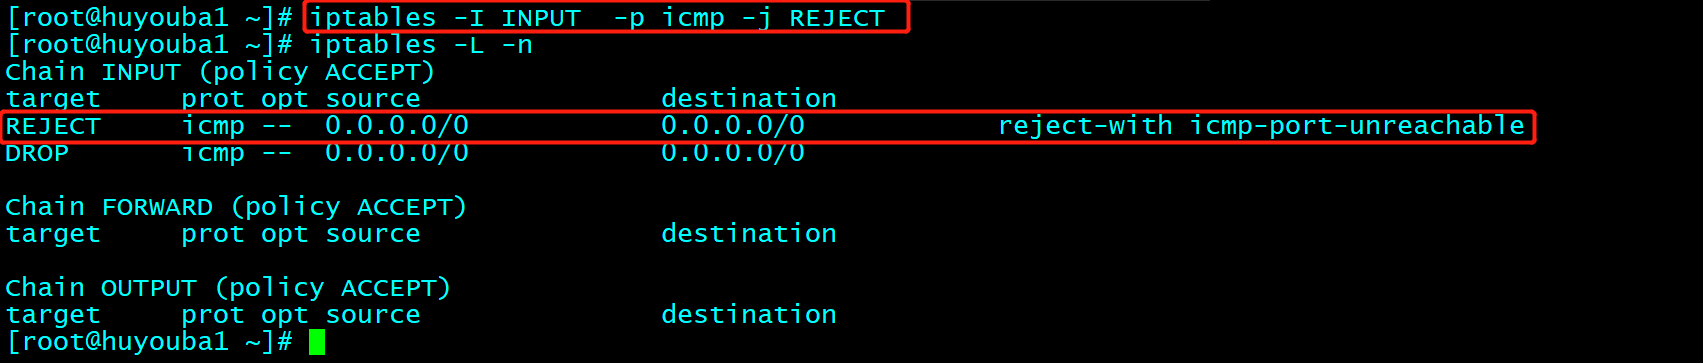 [root@huyouba1 ~]# iptables -I INPUT  -p icmp -j REJECT
[root@huyouba1 ~]# iptables -L -n
Chain INPUT (policy ACCEPT)
target     prot opt source               destination
REJECT     icmp --  0.0.0.0/0            0.0.0.0/0            reject-with icmp-port-unreachable
DROP       icmp --  0.0.0.0/0            0.0.0.0/0

Chain FORWARD (policy ACCEPT)
target     prot opt source               destination

Chain OUTPUT (policy ACCEPT)
target     prot opt source               destination
[root@huyouba1 ~]#